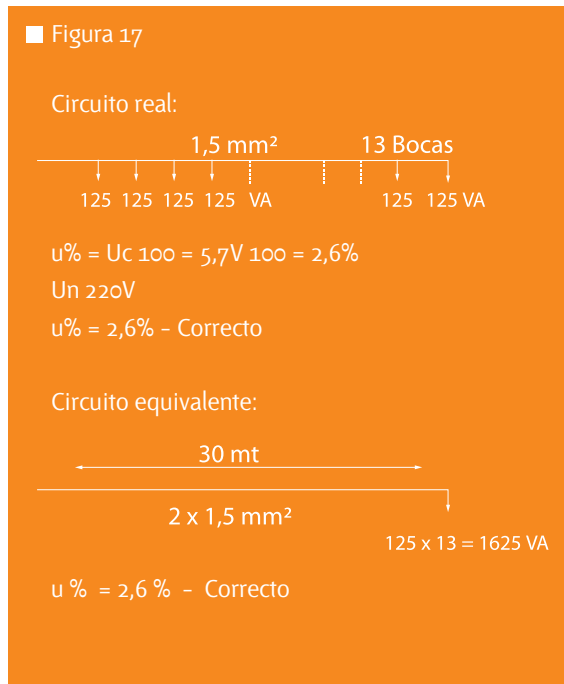 Figura 17
Circuito real:
1,5 mm² 13 Bocas
125 125 125 125 VA 125 125 VA
u% = Uc 100 = 5,7V 100 = 2,6%
Un 220V
u% = 2,6% – Correcto
Circuito equivalente:
30 mt
2 x 1,5 mm²
125 x 13 = 1625 VA
u % = 2,6 % – Correcto